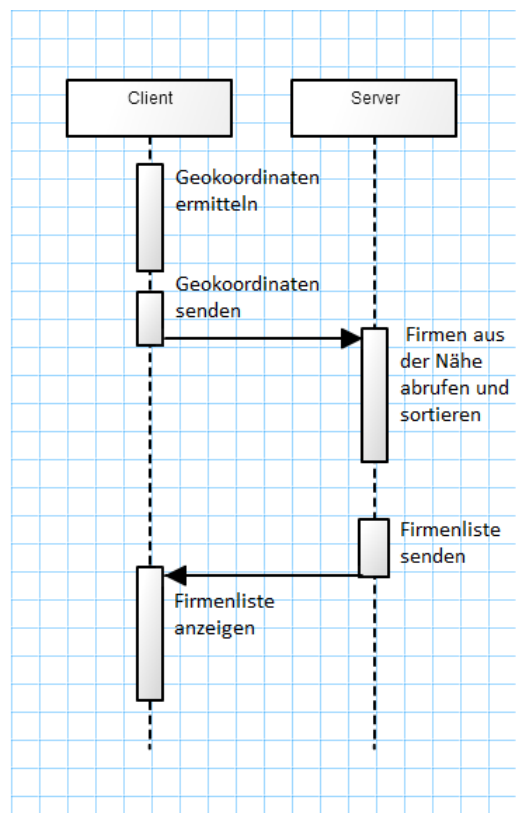 Client
Server
Geokoordinaten
ermitteln
Geokoordinaten
senden
Firmen aus
der Nähe
abrufen und
sortieren
Firmenliste
senden
Firmenliste
anzeigen